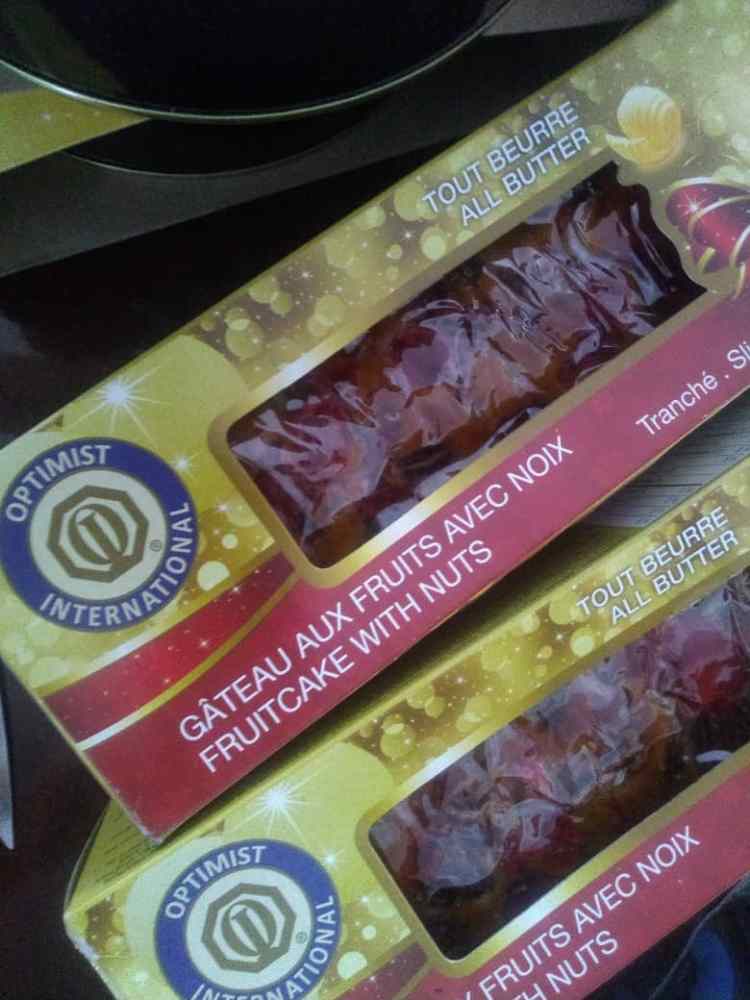 TOUT BEURRE
ALL BUTTER
Tranché . Sli
OPTIMIST
INTERNATIONAL
®
GÂTEAU AUX FRUITS AVEC NOIX
FRUITCAKE WITH NUTS
TOUT BEURRE
ALL BUTTER
OPTIMIST
INTERNATIONAL
®
FRUITS AVEC NOIX
H NUTS